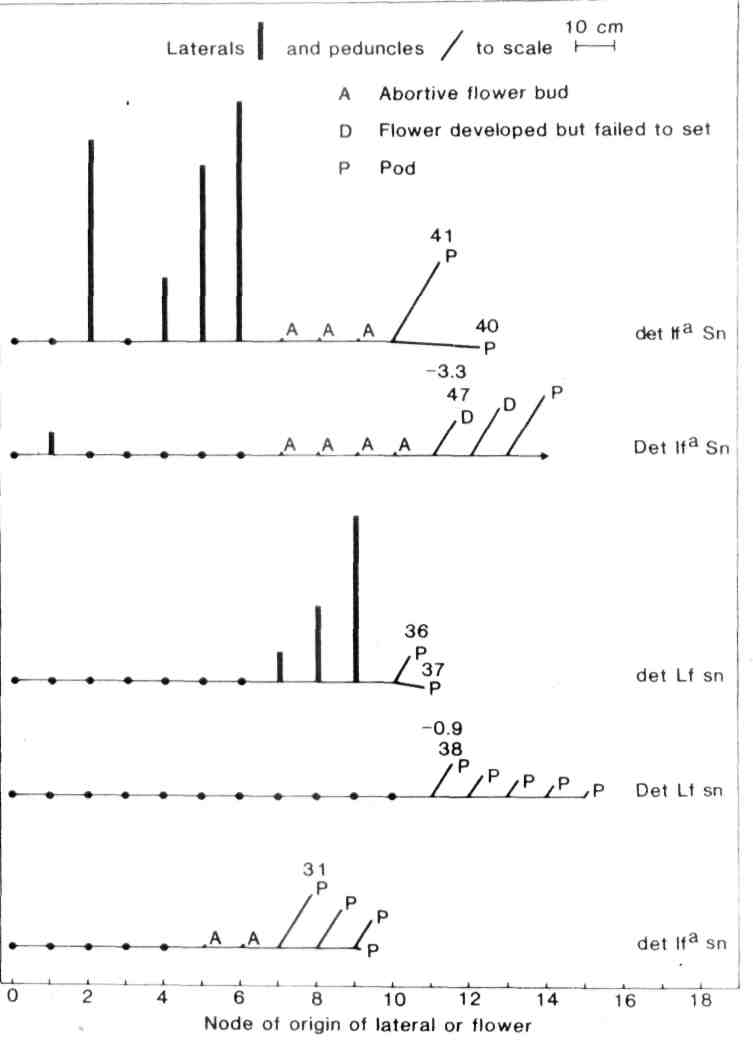 Laterals and peduncles to scale 10 cm
A Abortive flower bud
D Flower developed but failed to set
P Pod
41
P
40
P
det lfa Sn
A A A
-3.3
47
D D P
Det lfa Sn
A A A A
36
P
37
P
det Lf sn
-0.9
38
P P P P P
Det Lf sn
31
P
P
P
P
A A
det lfa sn
0 2 4 6 8 10 12 14 16 18
Node of origin of lateral or flower